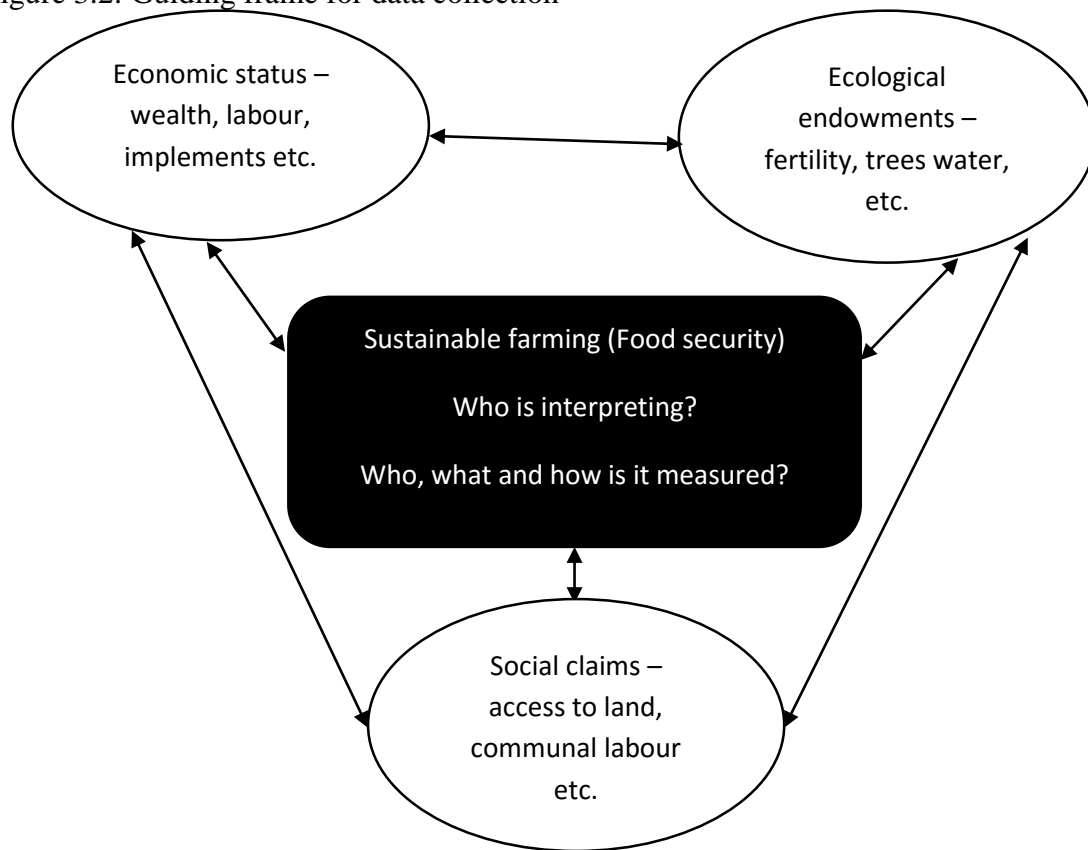 igure 3.2: Guiding frame for data collection
Economic status –
wealth, labour,
implements etc.
Ecological
endowments –
fertility, trees water,
etc.
Sustainable farming (Food security)
Who is interpreting?
Who, what and how is it measured?
Social claims –
access to land,
communal labour
etc.